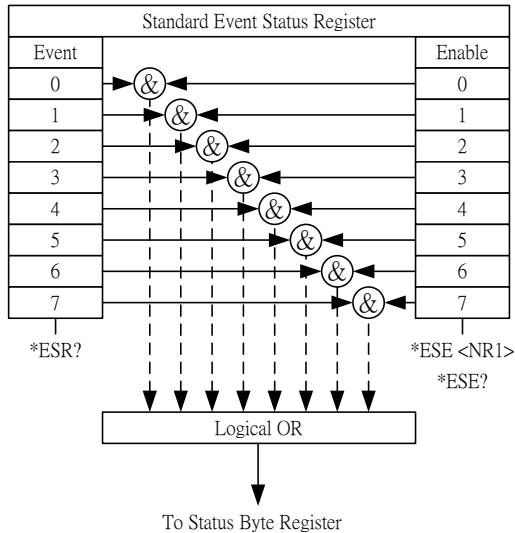 Standard Event Status Register
Event Enable
0 & 0
1 & 1
2 & 2
3 & 3
4 & 4
5 & 5
6 & 6
7 & 7
*ESR? *ESE <NR1>
*ESE?
Logical OR
To Status Byte Register